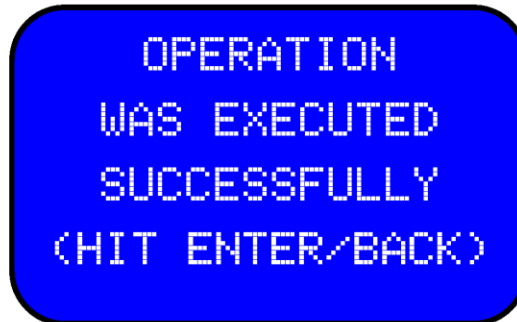 OPERATION
WAS EXECUTED
SUCCESSFULLY
(HIT ENTER/BACK)